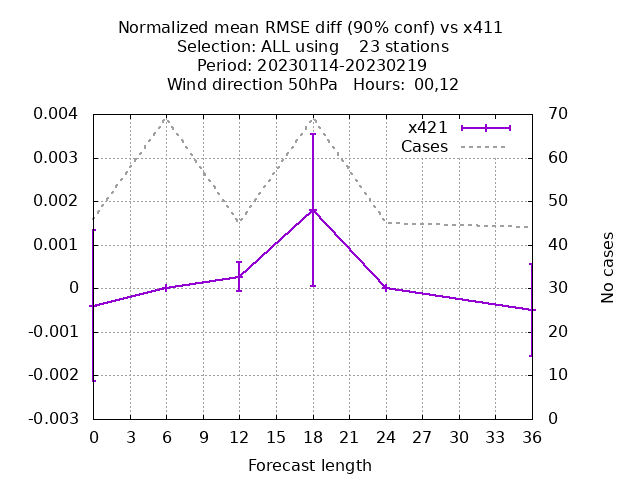 Normalized mean RMSE diff (90% conf) vs x411
Selection: ALL using    23 stations
Period: 20230114-20230219
Wind direction 50hPa   Hours:  00,12
x421
Cases
0.004
0.003
0.002
0.001
0
-0.001
-0.002
-0.003
70
60
50
40
30
20
10
0
No cases
0 3 6 9 12 15 18 21 24 27 30 33 36
Forecast length